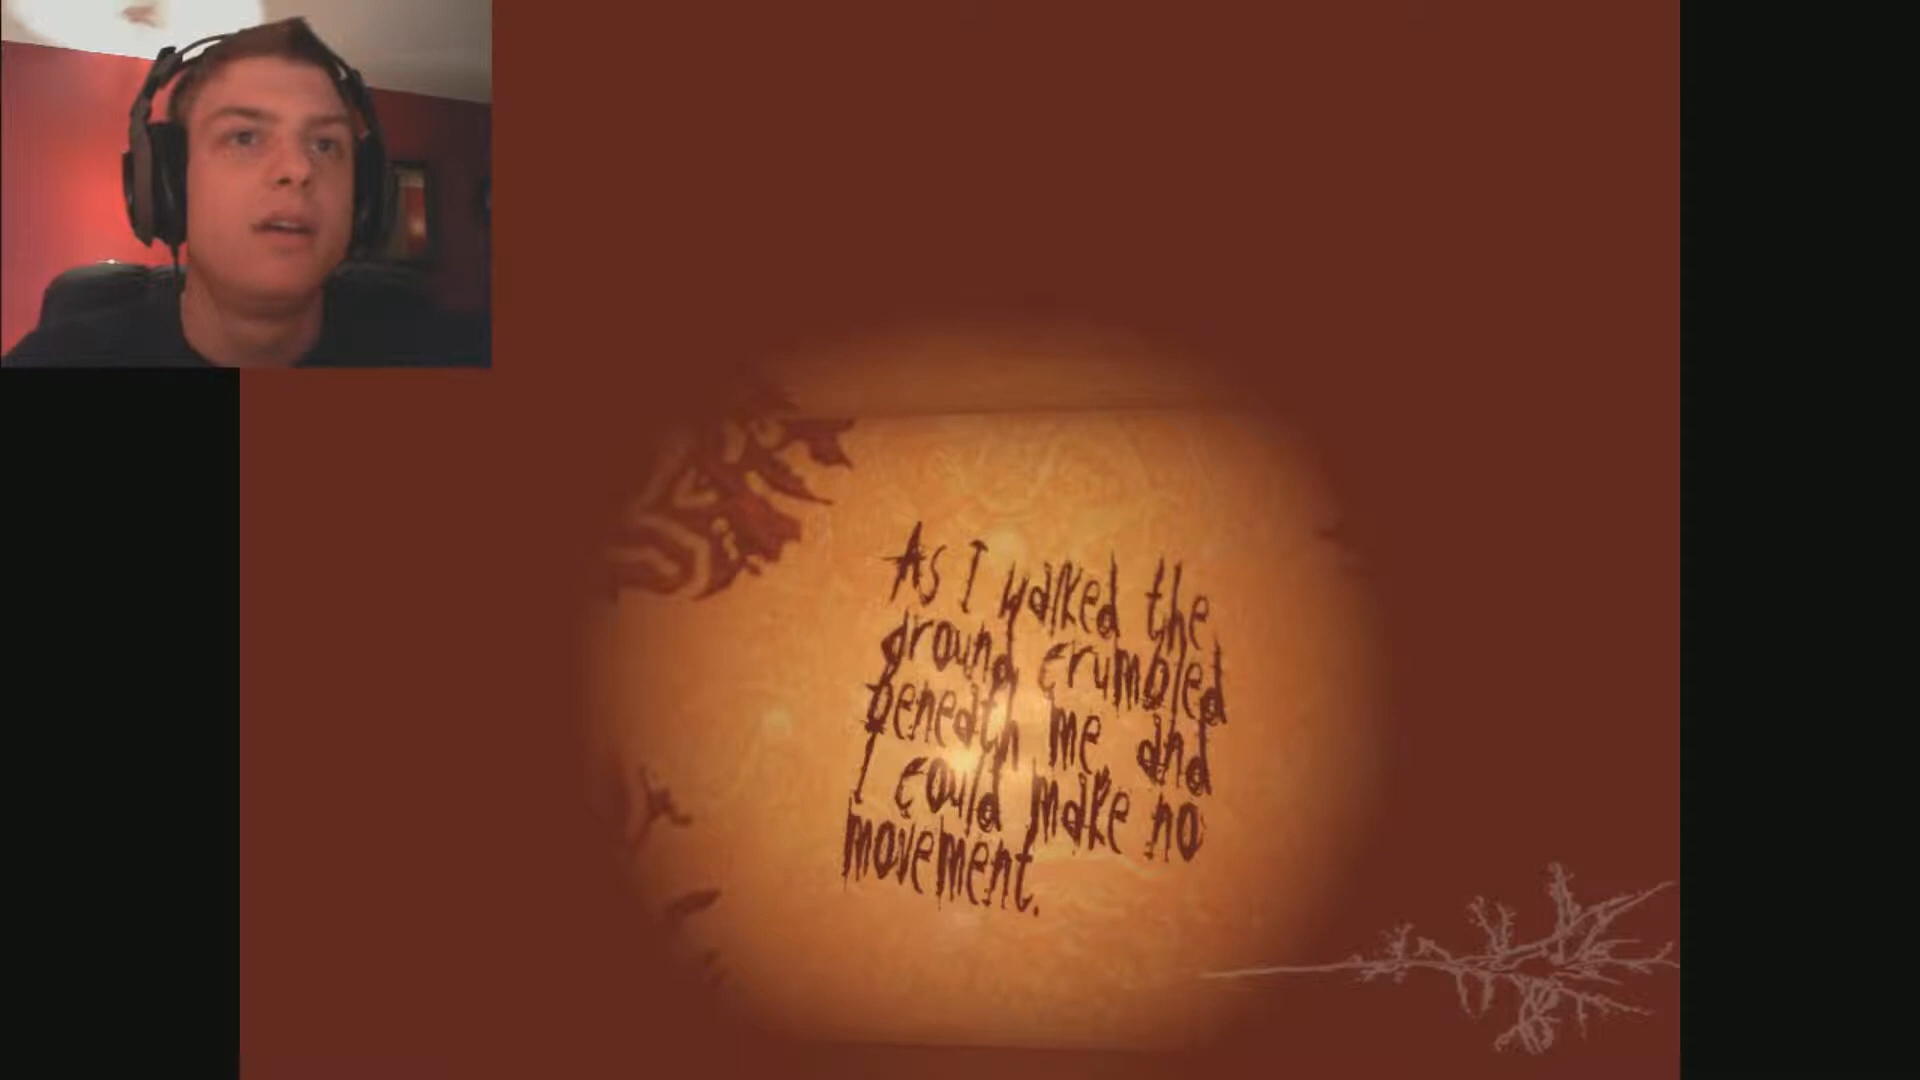 As I walked the
ground crumbled
beneath me and
I could make no
movement.